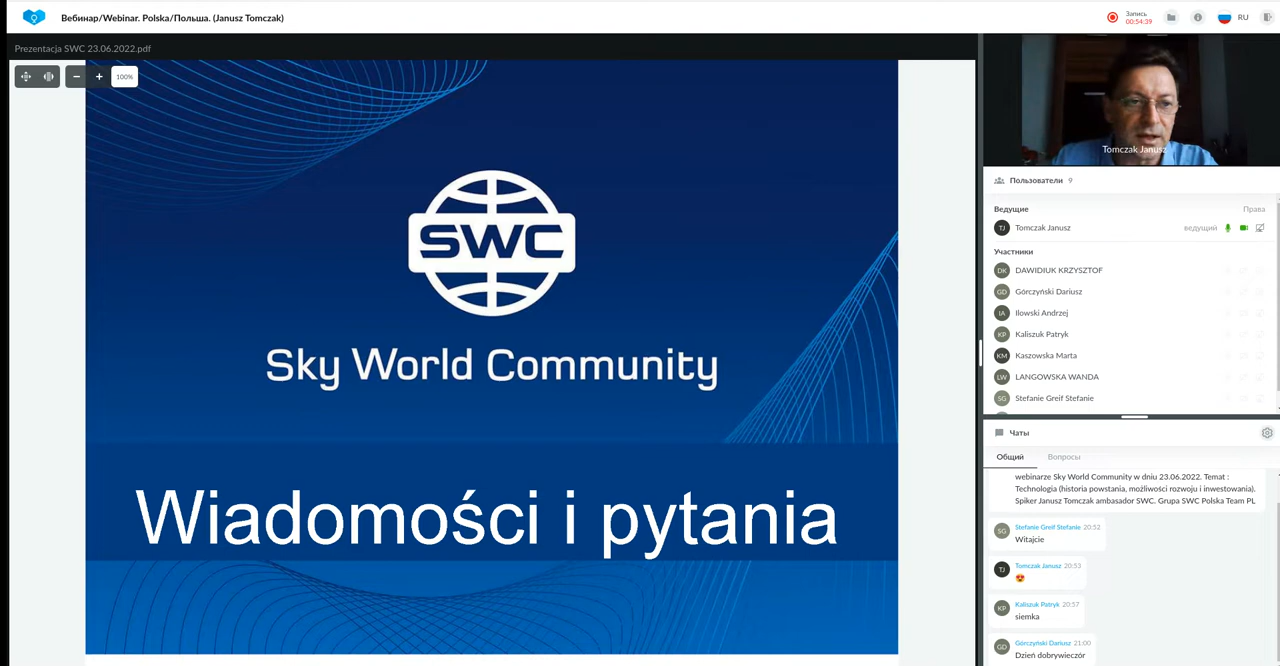 Вебинар/Webinar. Polska/Польша. (Janusz Tomczak)
Запись
00:54:39
RU
Prezentacja SWC 23.06.2022.pdf
100%
SWC
Sky World Community
Wiadomości i pytania
Tomczak Janusz
Пользователи 9
Ведущие
Права
TJ
Tomczak Janusz
ведущий
Участники
DK
DAWIDIUK KRZYSZTOF
GD
Górczyński Dariusz
IA
Ilowski Andrzej
KP
Kaliszuk Patryk
KM
Kaszowska Marta
LW
LANGOWSKA WANDA
SG
Stefanie Greif Stefanie
Чаты
Общий
Вопросы
webinarze Sky World Community w dniu 23.06.2022. Temat :
Technologia (historia powstania, możliwości rozwoju i inwestowania).
Spiker Janusz Tomczak ambasador SWC. Grupa SWC Polska Team PL
SG
Stefanie Greif Stefanie 20:52
Witajcie
TJ
Tomczak Janusz 20:53
😍
KP
Kaliszuk Patryk 20:57
siemka
GD
Górczyński Dariusz 21:00
Dzień dobrywieczór